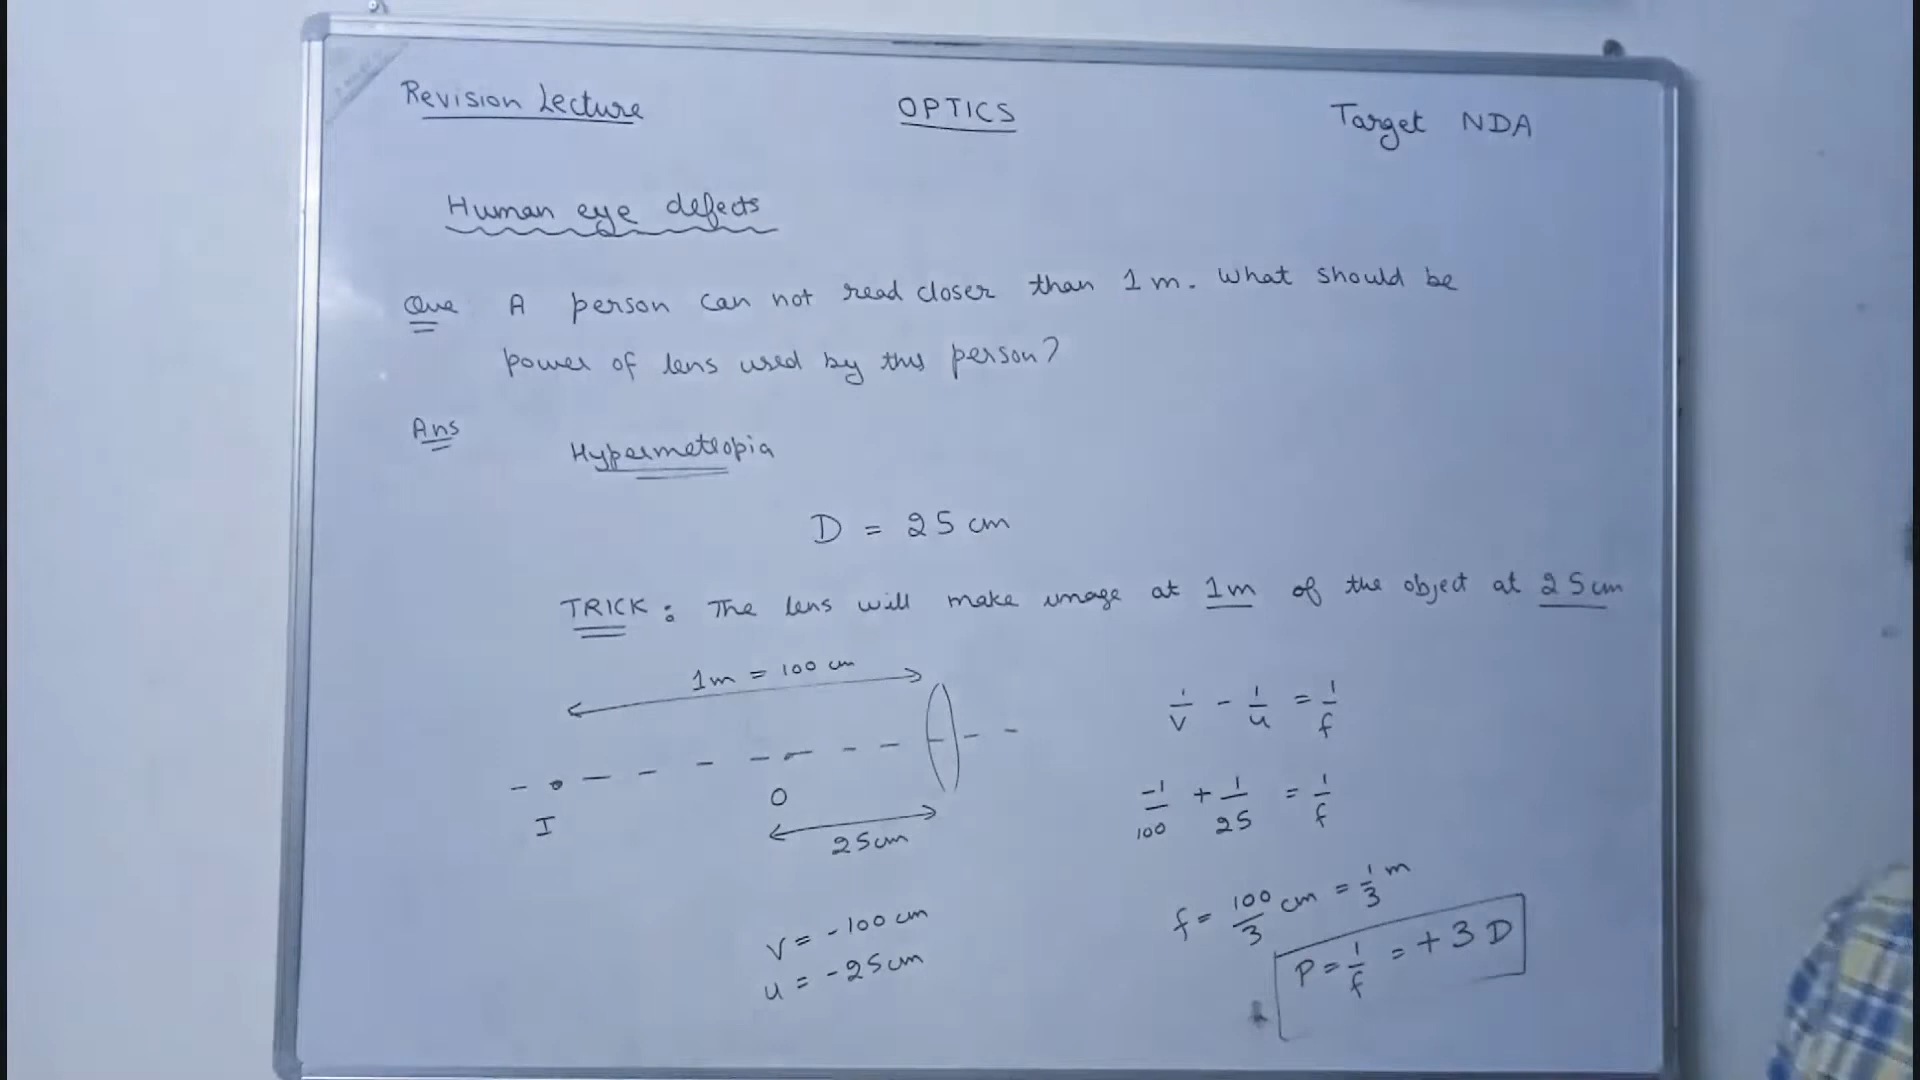 Revision Lecture OPTICS Target NDA
Human eye defects
Que A person can not read closer than 1 m. What should be
power of lens used by this person?
Ans
Hypermetropia
D = 25 cm
TRICK : The lens will make image at 1m of the object at 25 cm
1m = 100 cm
I
O
25cm
v = -100 cm
u = -25cm
1/v - 1/u = 1/f
-1/100 + 1/25 = 1/f
f = 100/3 cm = 1/3 m
P = 1/f = +3 D